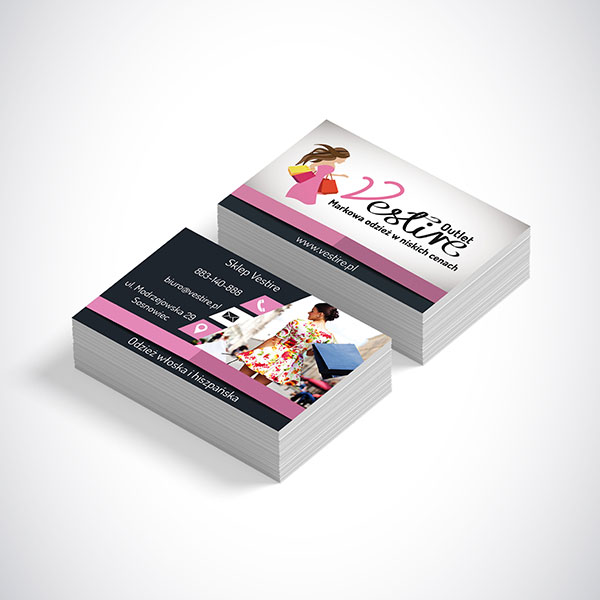 Vestire
Outlet
Markowa odzież w niskich cenach
www.vestire.pl
Sklep Vestire
883-140-888
biuro@vestire.pl
ul. Modrzejowska 29
Sosnowiec
Odzież włoska i hiszpańska